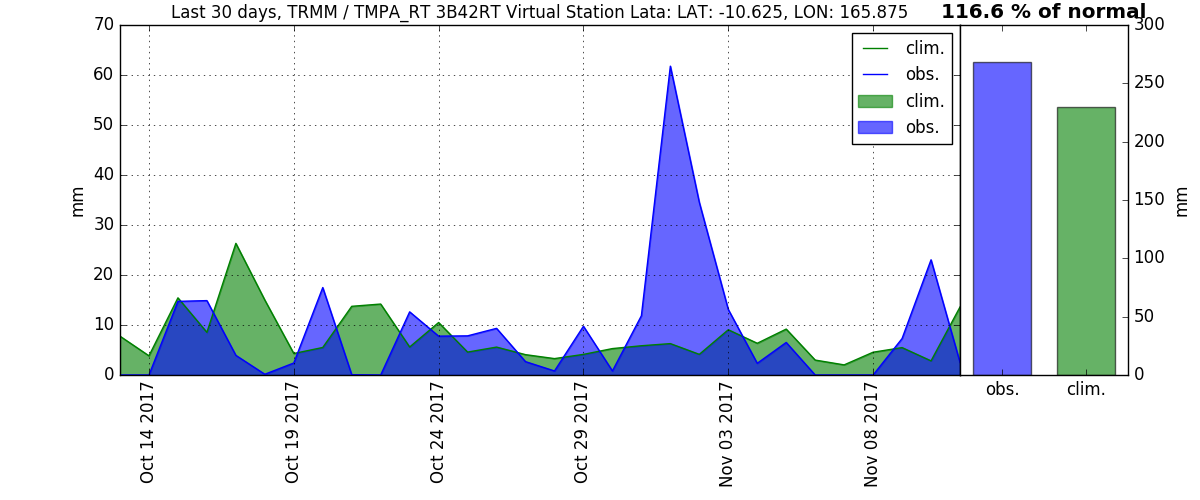 Last 30 days, TRMM / TMPA_RT 3B42RT Virtual Station Lata: LAT: -10.625, LON: 165.875
116.6 % of normal
70
60
50
40
30
20
10
0
mm
clim.
obs.
clim.
obs.
Oct 14 2017
Oct 19 2017
Oct 24 2017
Oct 29 2017
Nov 03 2017
Nov 08 2017
300
250
200
150
100
50
0
mm
obs.
clim.